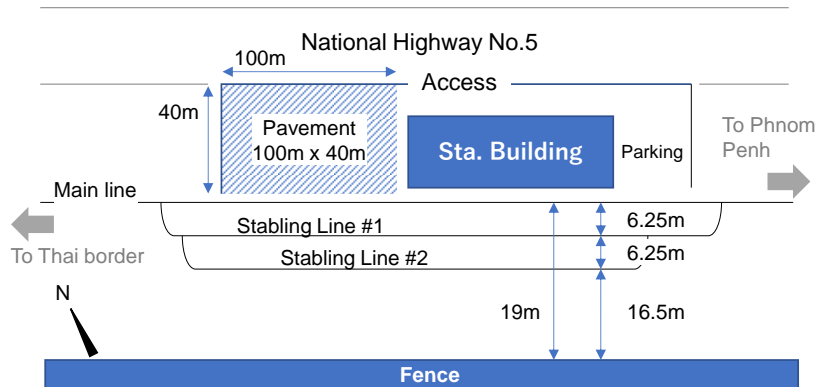 National Highway No.5
100m
Access
40m
Pavement
100m x 40m
Sta. Building
Parking
To Phnom
Penh
Main line
Stabling Line #1
6.25m
To Thai border
Stabling Line #2
6.25m
N
19m
16.5m
Fence